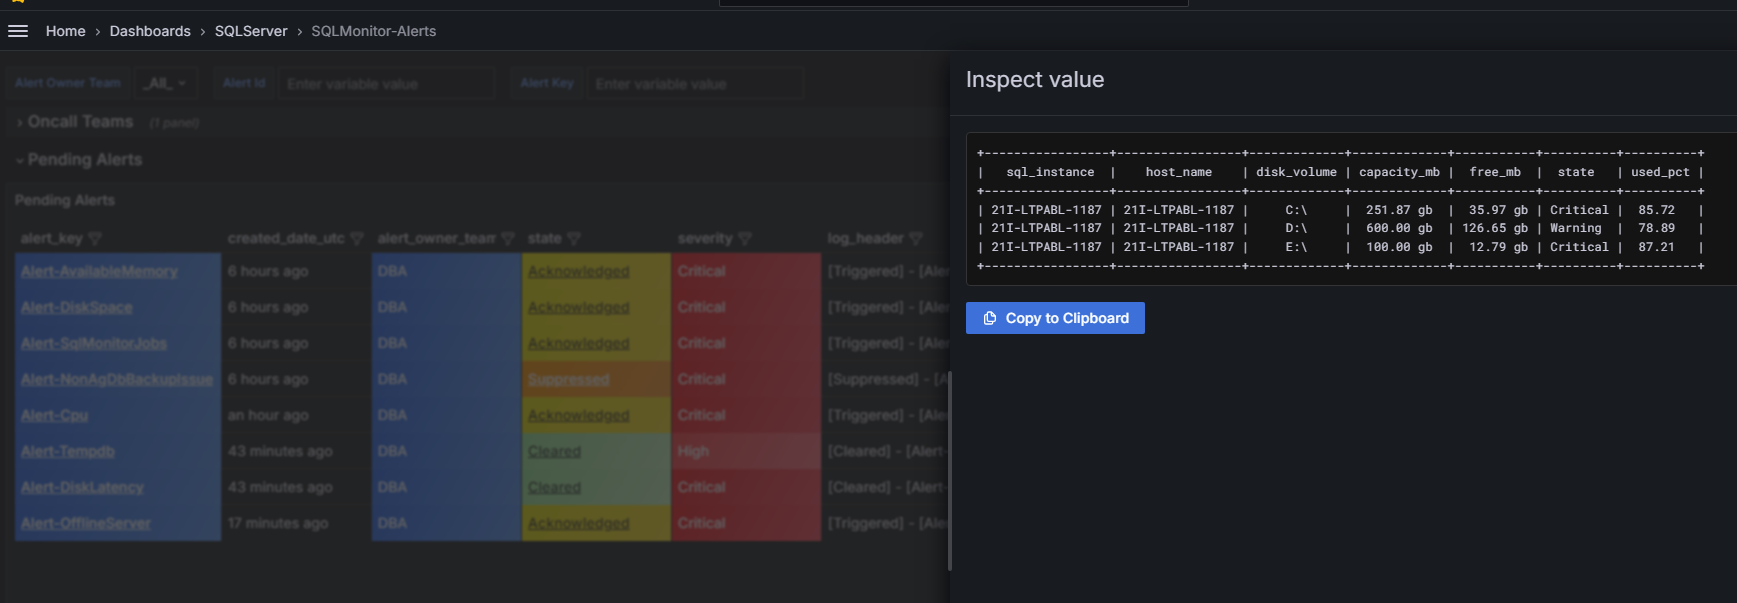 Home › Dashboards › SQLServer › SQLMonitor-Alerts
Alert Owner Team _All_ Alert Id Enter variable value Alert Key Enter variable value
Oncall Teams (1 panel)
Pending Alerts
Pending Alerts
alert_key created_date_utc alert_owner_team state severity log_header
Alert-AvailableMemory 6 hours ago DBA Acknowledged Critical [Triggered] - [Aler
Alert-DiskSpace 6 hours ago DBA Acknowledged Critical [Triggered] - [Aler
Alert-SqlMonitorJobs 6 hours ago DBA Acknowledged Critical [Triggered] - [Aler
Alert-NonAgDbBackupIssue 6 hours ago DBA Suppressed Critical [Suppressed] - [A
Alert-Cpu an hour ago DBA Acknowledged Critical [Triggered] - [Aler
Alert-Tempdb 43 minutes ago DBA Cleared High [Cleared] - [Alert-
Alert-DiskLatency 43 minutes ago DBA Cleared Critical [Cleared] - [Alert-
Alert-OfflineServer 17 minutes ago DBA Acknowledged Critical [Triggered] - [Aler
Inspect value
+-----------------+-----------------+-------------+-------------+-----------+----------+----------+
| sql_instance | host_name | disk_volume | capacity_mb | free_mb | state | used_pct |
+-----------------+-----------------+-------------+-------------+-----------+----------+----------+
| 21I-LTPABL-1187 | 21I-LTPABL-1187 | C:\ | 251.87 gb | 35.97 gb | Critical | 85.72 |
| 21I-LTPABL-1187 | 21I-LTPABL-1187 | D:\ | 600.00 gb | 126.65 gb | Warning | 78.89 |
| 21I-LTPABL-1187 | 21I-LTPABL-1187 | E:\ | 100.00 gb | 12.79 gb | Critical | 87.21 |
+-----------------+-----------------+-------------+-------------+-----------+----------+----------+
Copy to Clipboard